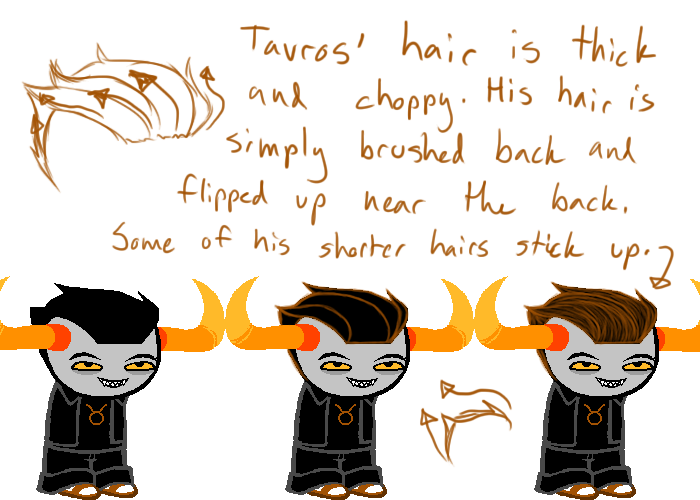 Tavros' hair is thick
and choppy. His hair is
simply brushed back and
flipped up near the back.
Some of his shorter hairs stick up.